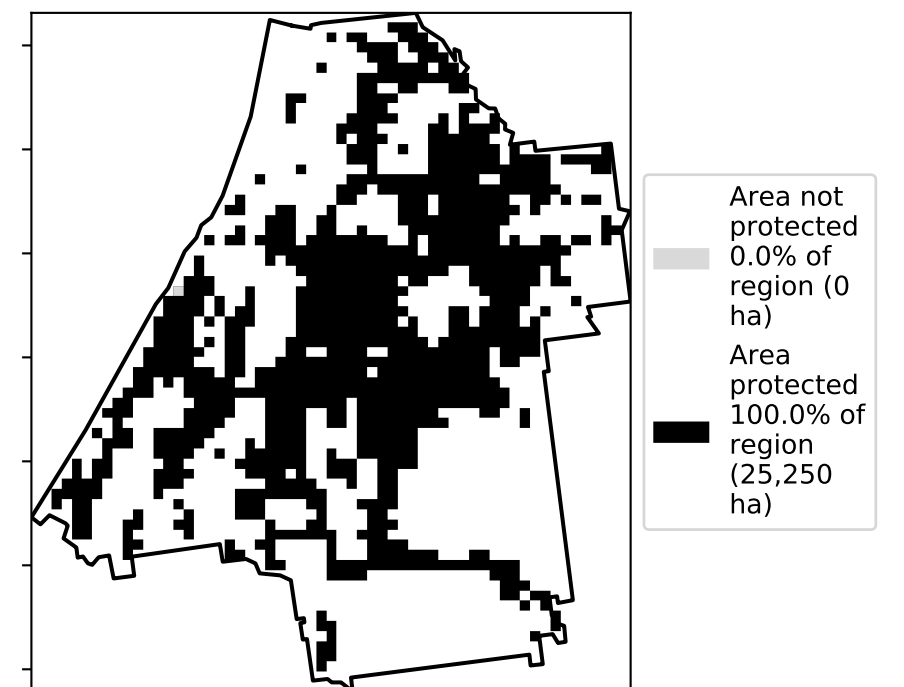 Area not
protected
0.0% of
region (0
ha)
Area
protected
100.0% of
region
(25,250
ha)